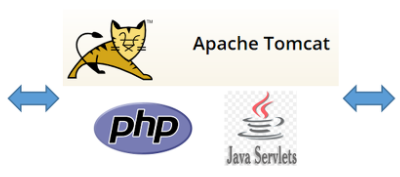 Apache Tomcat
php
Java Servlets